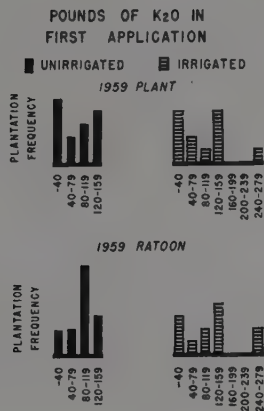 POUNDS OF K2O IN
FIRST APPLICATION
UNIRRIGATED IRRIGATED
1959 PLANT
PLANTATION
FREQUENCY
-40
40-79
80-119
120-159
-40
40-79
80-119
120-159
160-199
200-239
240-279
1959 RATOON
PLANTATION
FREQUENCY
-40
40-79
80-119
120-159
-40
40-79
80-119
120-159
160-199
200-239
240-279